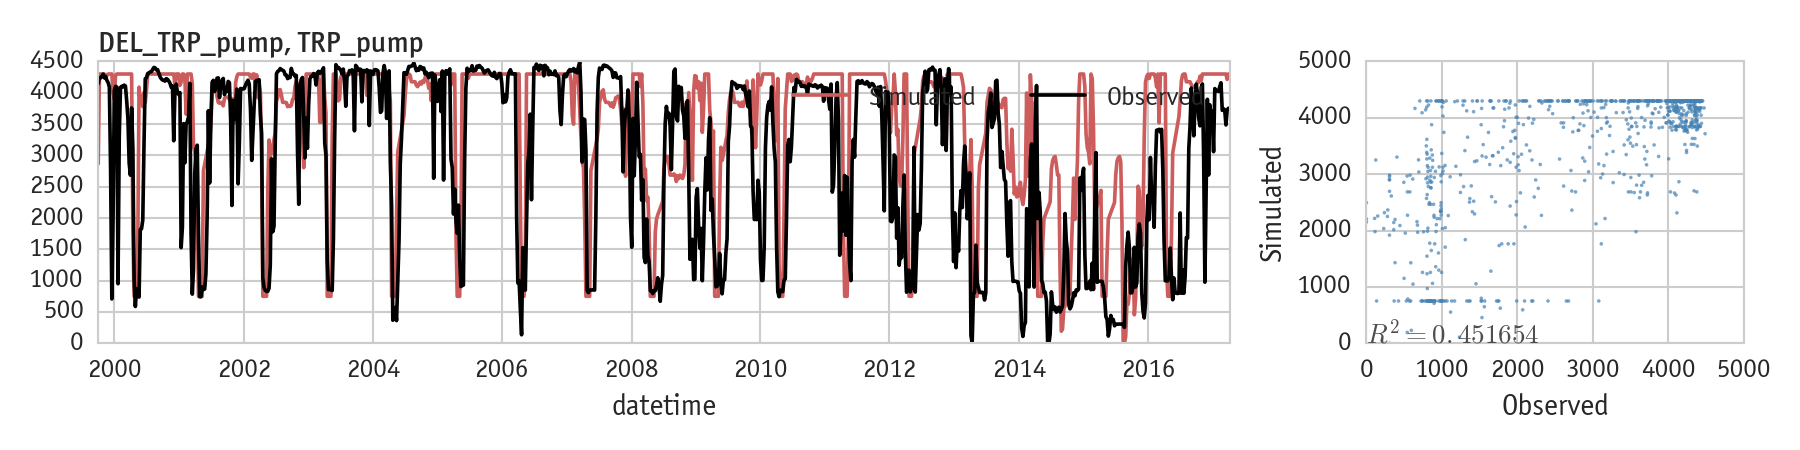 DEL_TRP_pump, TRP_pump
4500
4000
3500
3000
2500
2000
1500
1000
500
0
2000 2002 2004 2006 2008 2010 2012 2014 2016
datetime
Simulated Observed
5000
4000
3000
2000
1000
0
Simulated
R² = 0.451654
0 1000 2000 3000 4000 5000
Observed